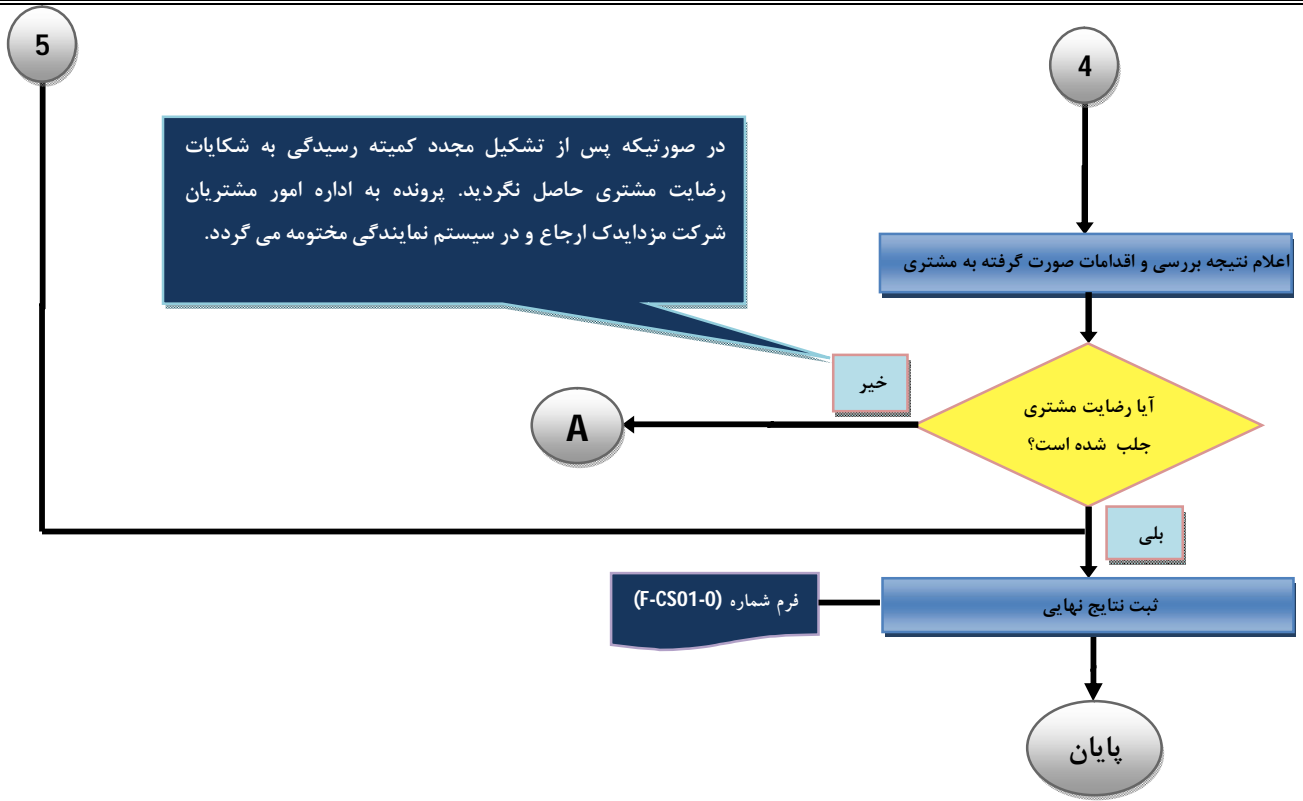 5
4
در صورتیکه پس از تشکیل مجدد کمیته رسیدگی به شکایات
رضایت مشتری حاصل نگردید. پرونده به اداره امور مشتریان
شرکت مزدایدک ارجاع و در سیستم نمایندگی مختومه می گردد.
اعلام نتیجه بررسی و اقدامات صورت گرفته به مشتری
خیر
آیا رضایت مشتری
جلب شده است؟
A
بلی
فرم شماره (F-CS01-0)
ثبت نتایج نهایی
پایان